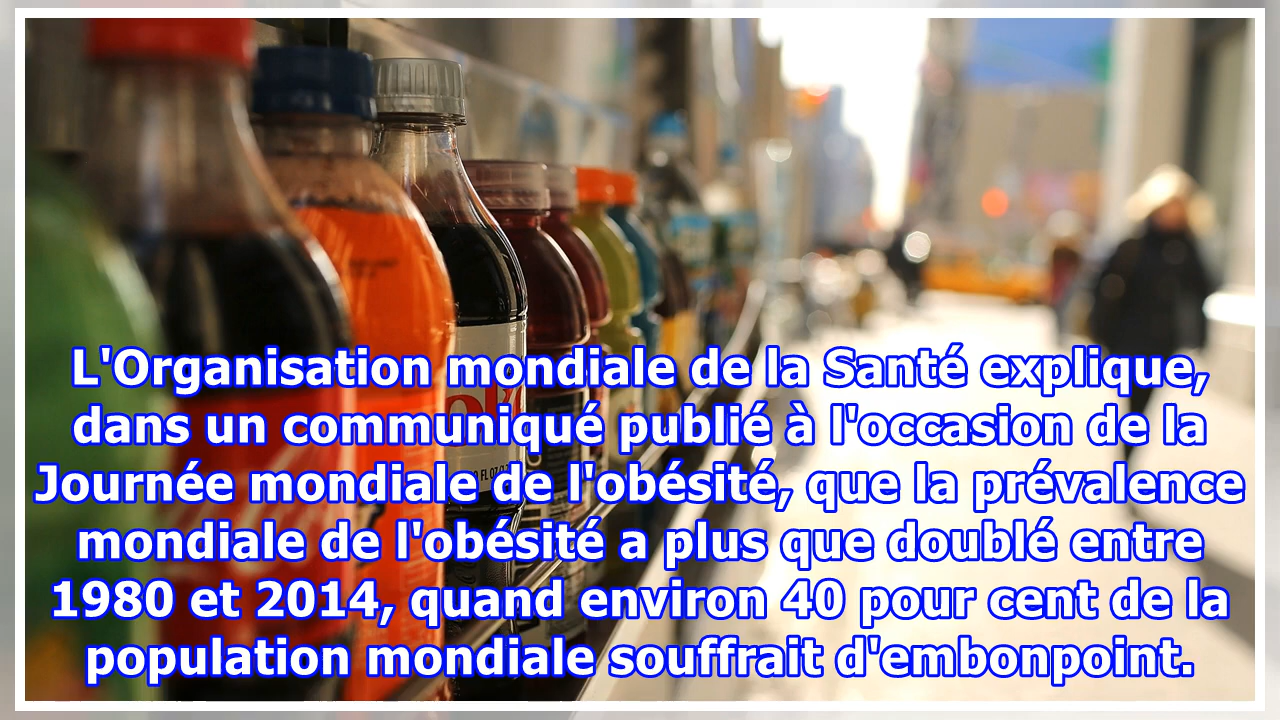 L'Organisation mondiale de la Santé explique,
dans un communiqué publié à l'occasion de la
Journée mondiale de l'obésité, que la prévalence
mondiale de l'obésité a plus que doublé entre
1980 et 2014, quand environ 40 pour cent de la
population mondiale souffrait d'embonpoint.
FL OZ